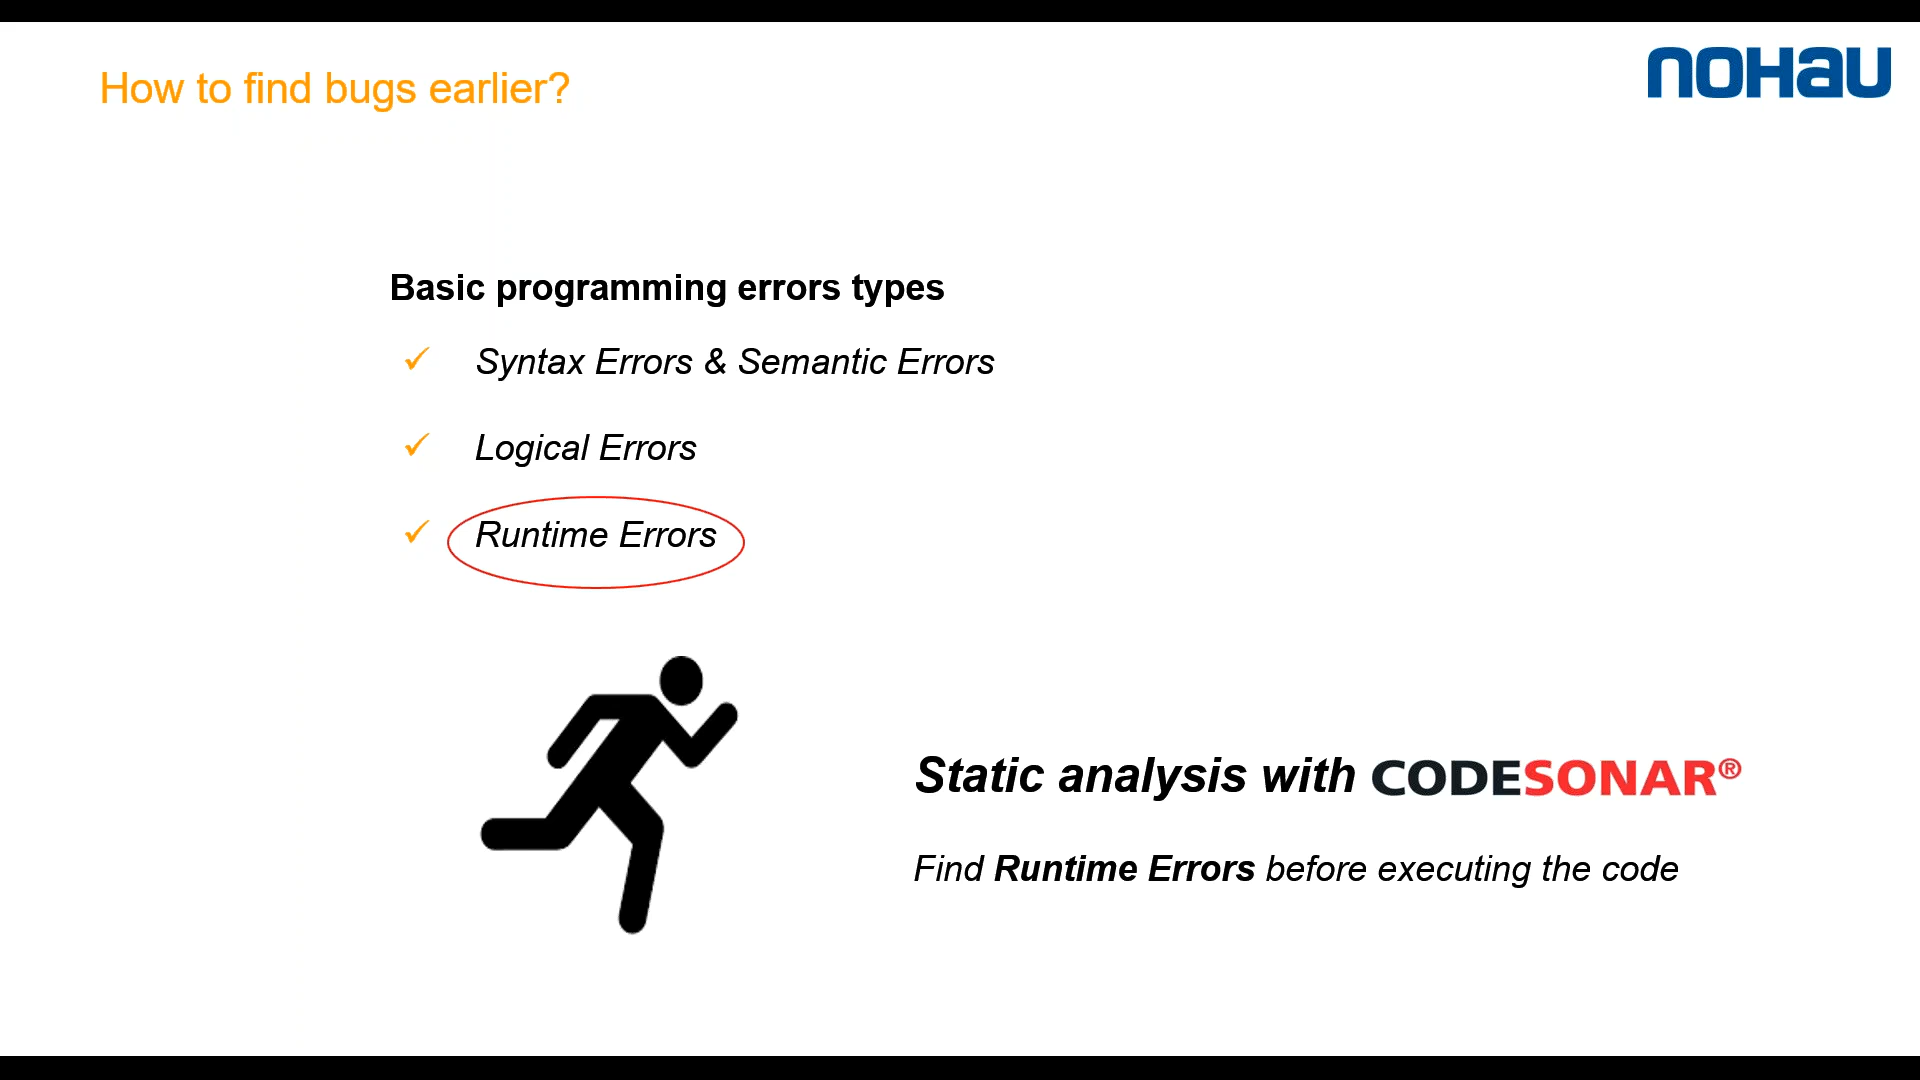 How to find bugs earlier?
noHau
Basic programming errors types
✓ Syntax Errors & Semantic Errors
✓ Logical Errors
✓ Runtime Errors
Static analysis with CODESONAR®
Find Runtime Errors before executing the code